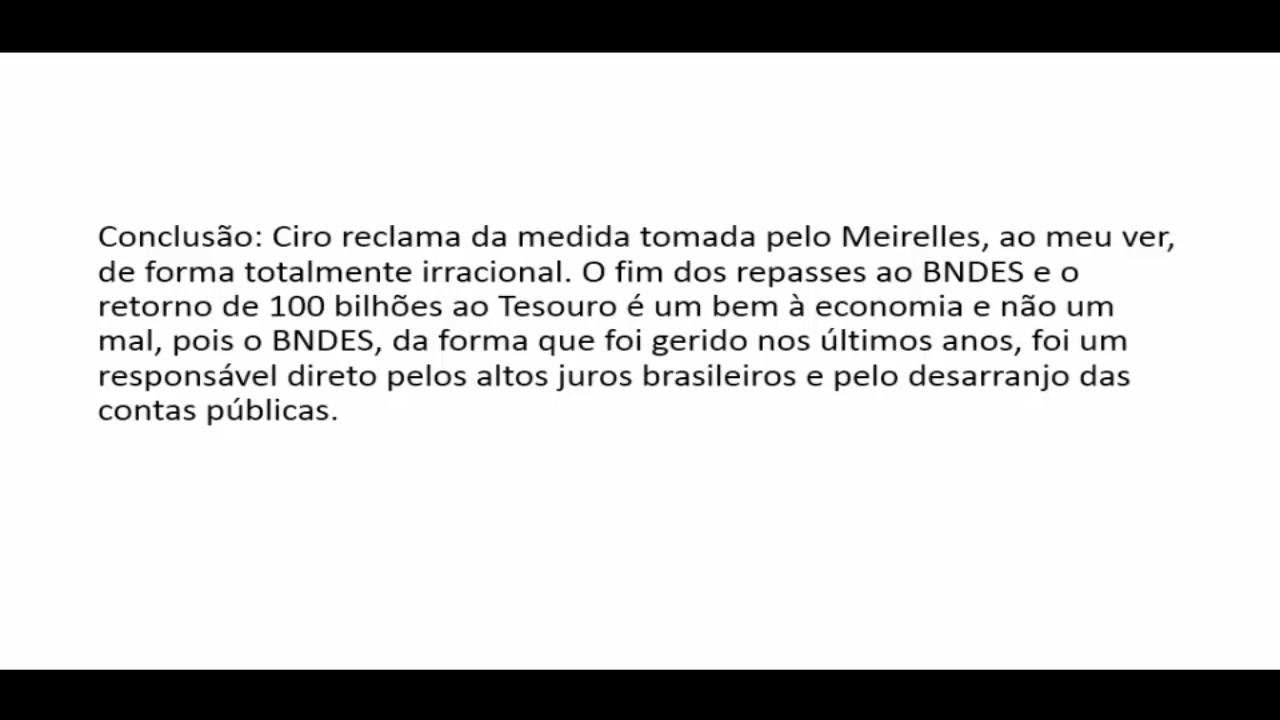 Conclusão: Ciro reclama da medida tomada pelo Meirelles, ao meu ver,
de forma totalmente irracional. O fim dos repasses ao BNDES e o
retorno de 100 bilhões ao Tesouro é um bem à economia e não um
mal, pois o BNDES, da forma que foi gerido nos últimos anos, foi um
responsável direto pelos altos juros brasileiros e pelo desarranjo das
contas públicas.